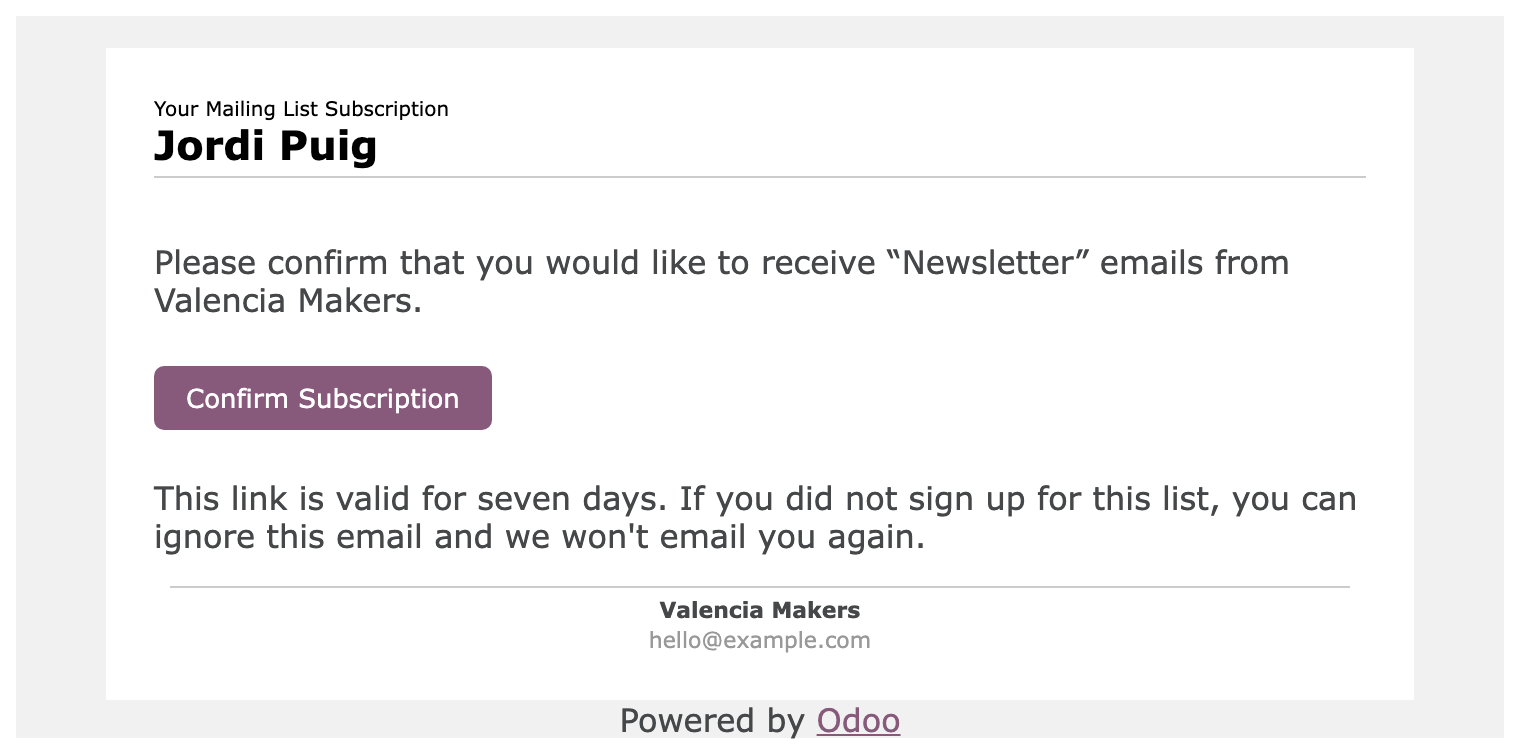 Your Mailing List Subscription
Jordi Puig
Please confirm that you would like to receive “Newsletter” emails from
Valencia Makers.
Confirm Subscription
This link is valid for seven days. If you did not sign up for this list, you can
ignore this email and we won't email you again.
Valencia Makers
hello@example.com
Powered by Odoo